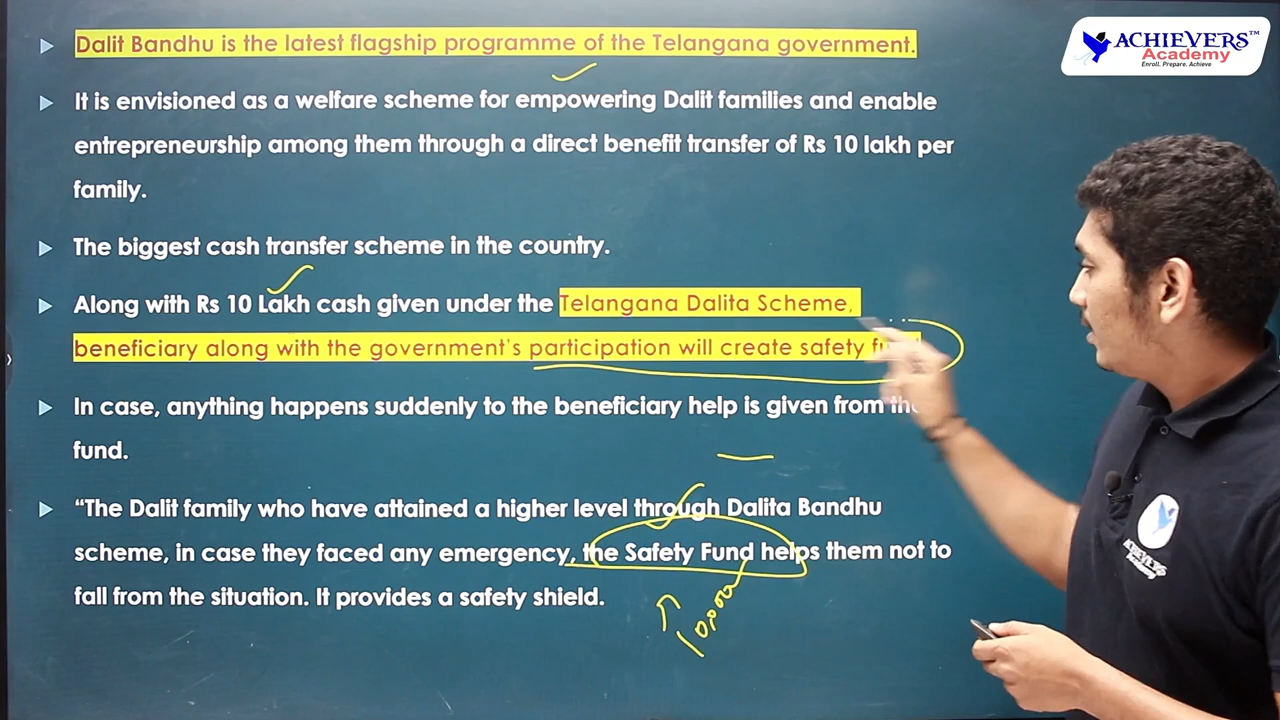 Dalit Bandhu is the latest flagship programme of the Telangana government.
ACHIEVERS™
Academy
Enroll. Prepare. Achieve
It is envisioned as a welfare scheme for empowering Dalit families and enable
entrepreneurship among them through a direct benefit transfer of Rs 10 lakh per
family.
The biggest cash transfer scheme in the country.
Along with Rs 10 Lakh cash given under the Telangana Dalita Scheme,
beneficiary along with the government's participation will create safety
In case, anything happens suddenly to the beneficiary help is given from
fund.
"The Dalit family who have attained a higher level through Dalita Bandhu
scheme, in case they faced any emergency, the Safety Fund helps them not to
fall from the situation. It provides a safety shield.
10,000
ACHIEVERS
Academy